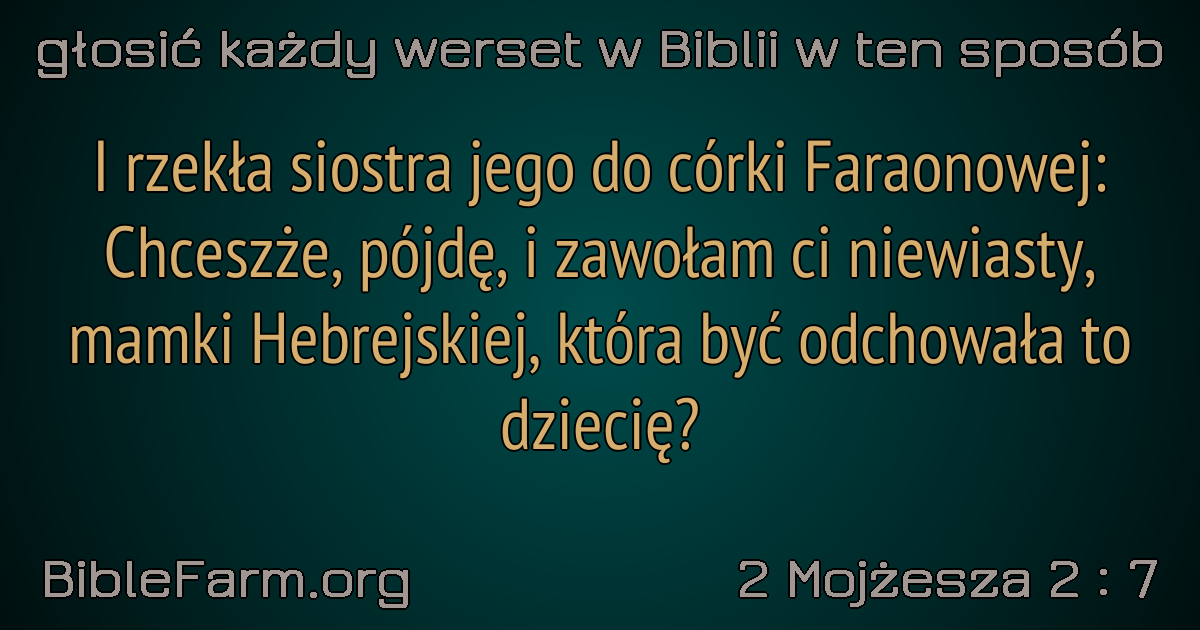 głosić każdy werset w Biblii w ten sposób
I rzekła siostra jego do córki Faraonowej:
Chceszże, pójdę, i zawołam ci niewiasty,
mamki Hebrejskiej, która być odchowała to
dziecię?
BibleFarm.org
2 Mojżesza 2 : 7